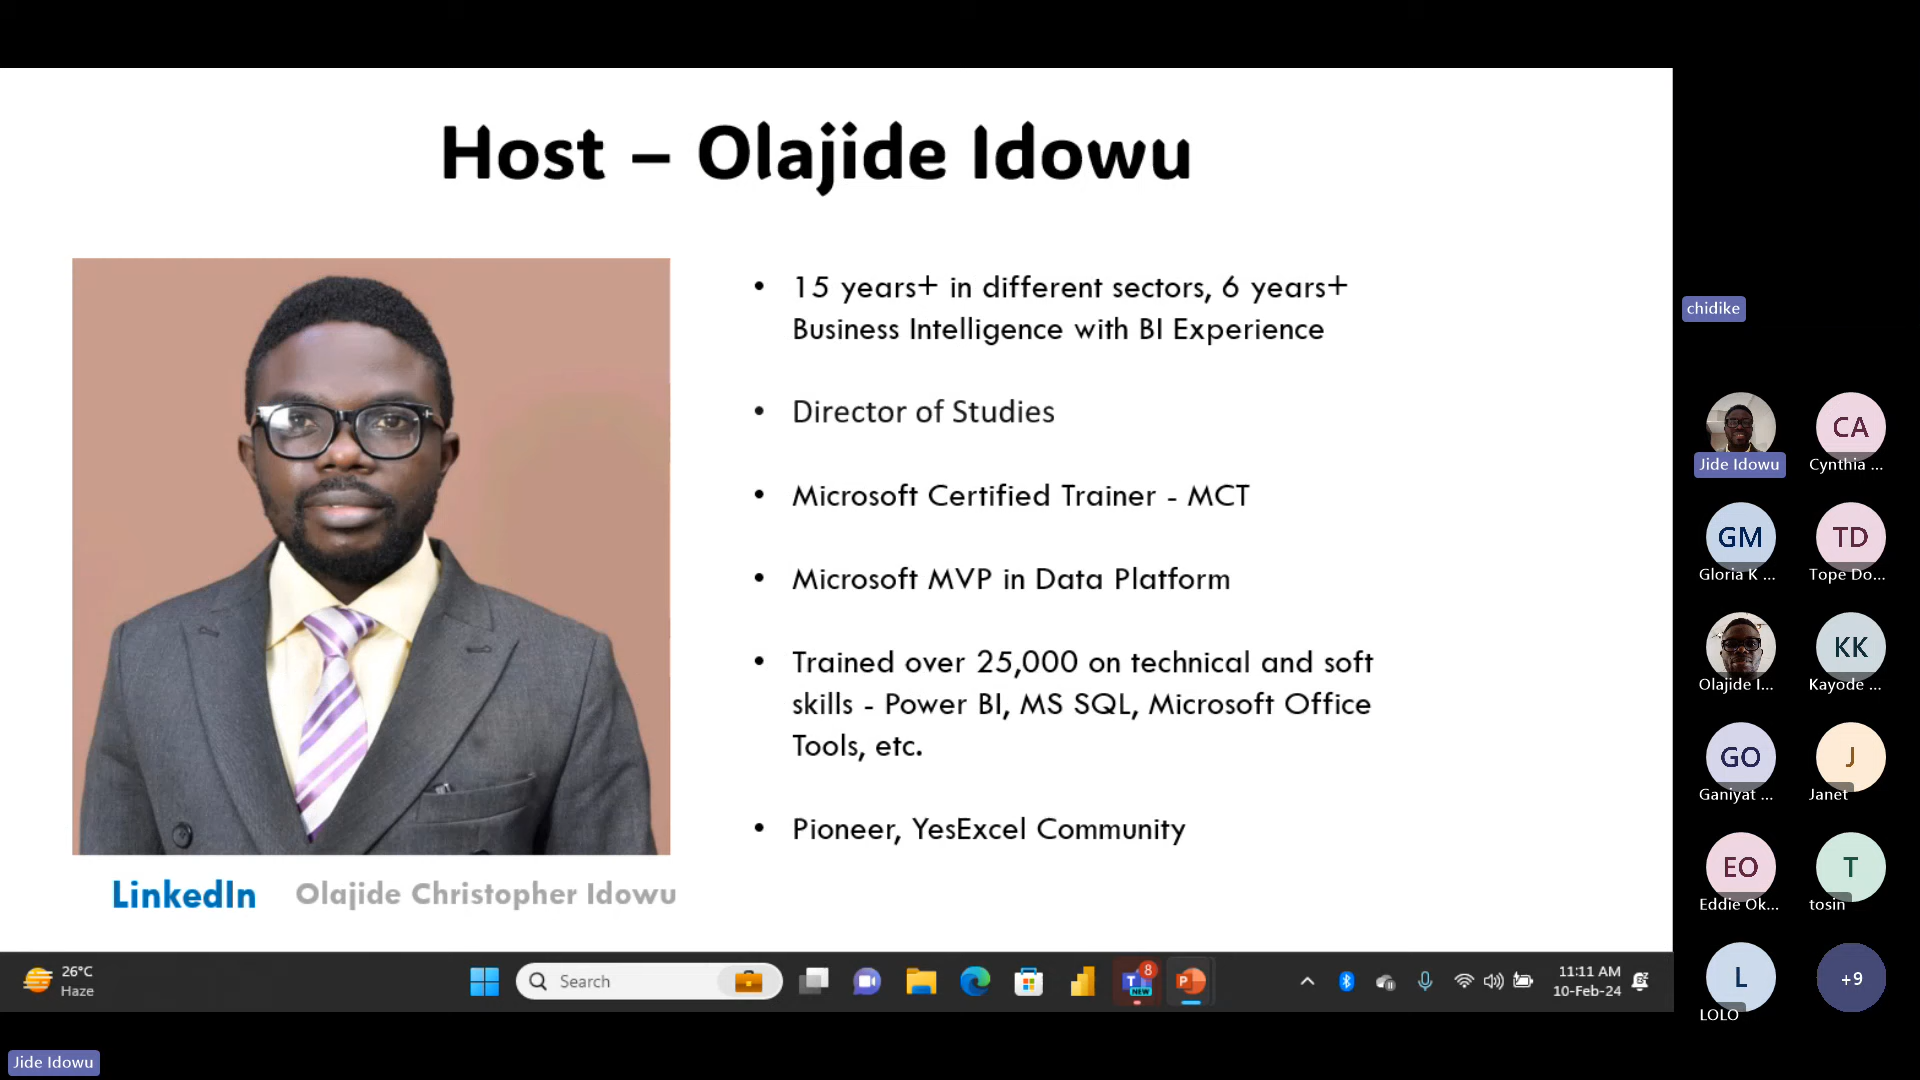 Host – Olajide Idowu
• 15 years+ in different sectors, 6 years+
Business Intelligence with BI Experience
• Director of Studies
• Microsoft Certified Trainer - MCT
• Microsoft MVP in Data Platform
• Trained over 25,000 on technical and soft
skills - Power BI, MS SQL, Microsoft Office
Tools, etc.
• Pioneer, YesExcel Community
LinkedIn Olajide Christopher Idowu
chidike
Jide Idowu
CA
Cynthia ...
GM
Gloria K ...
TD
Tope Do...
Olajide I...
KK
Kayode ...
GO
Ganiyat ...
J
Janet
EO
Eddie Ok...
T
tosin
L
LOLO
+9
26°C
Haze
Search
T
NEW
8
P
11:11 AM
10-Feb-24
Jide Idowu